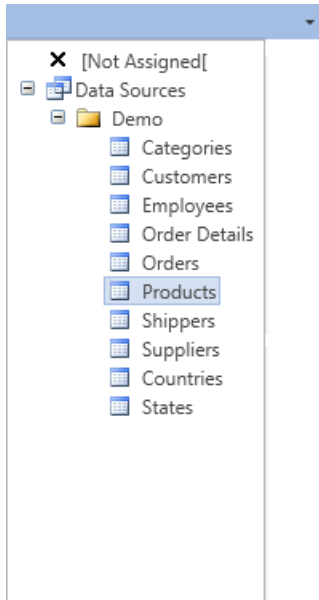 [Not Assigned[
Data Sources
Demo
Categories
Customers
Employees
Order Details
Orders
Products
Shippers
Suppliers
Countries
States